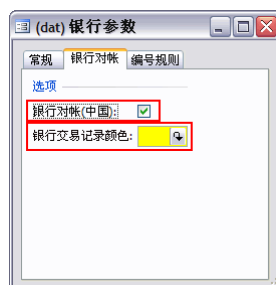 (dat) 银行参数
常规 银行对帐 编号规则
选项
银行对帐(中国):
银行交易记录颜色: